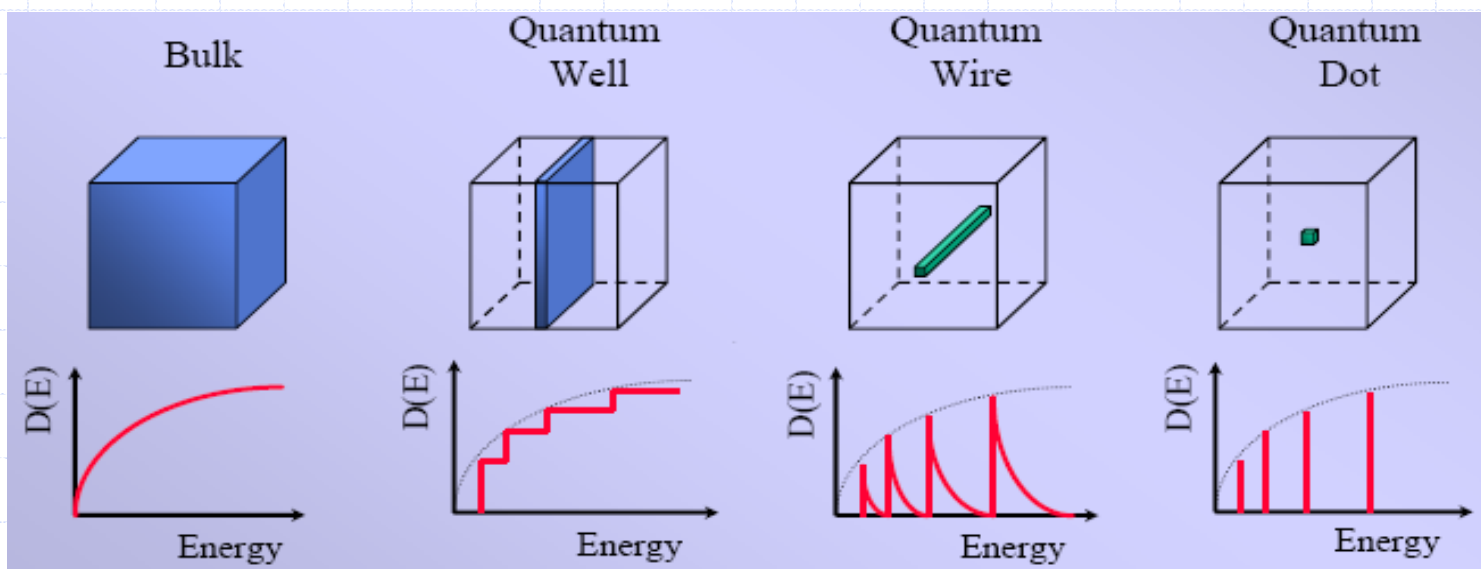 Bulk
Quantum
Well
Quantum
Wire
Quantum
Dot
D(E)
Energy
D(E)
Energy
D(E)
Energy
D(E)
Energy